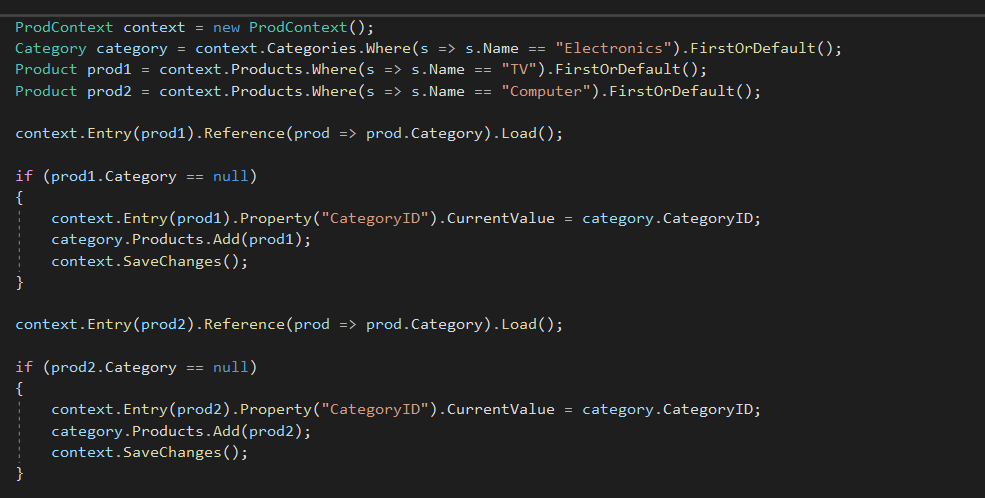 ProdContext context = new ProdContext();
Category category = context.Categories.Where(s => s.Name == "Electronics").FirstOrDefault();
Product prod1 = context.Products.Where(s => s.Name == "TV").FirstOrDefault();
Product prod2 = context.Products.Where(s => s.Name == "Computer").FirstOrDefault();
context.Entry(prod1).Reference(prod => prod.Category).Load();
if (prod1.Category == null)
{
context.Entry(prod1).Property("CategoryID").CurrentValue = category.CategoryID;
category.Products.Add(prod1);
context.SaveChanges();
}
context.Entry(prod2).Reference(prod => prod.Category).Load();
if (prod2.Category == null)
{
context.Entry(prod2).Property("CategoryID").CurrentValue = category.CategoryID;
category.Products.Add(prod2);
context.SaveChanges();
}